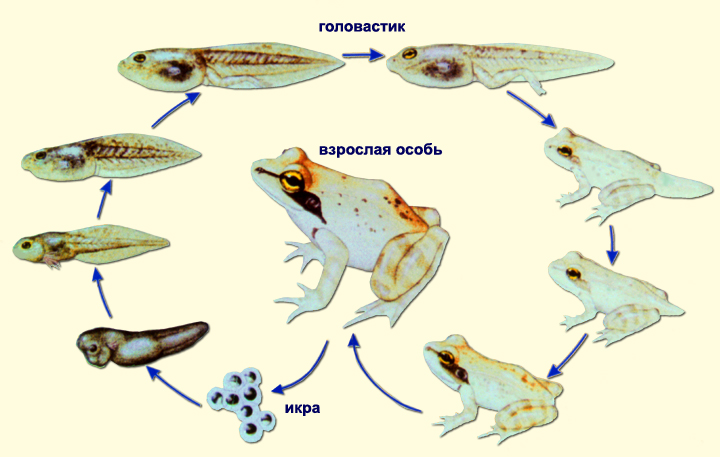 головастик
взрослая особь
икра